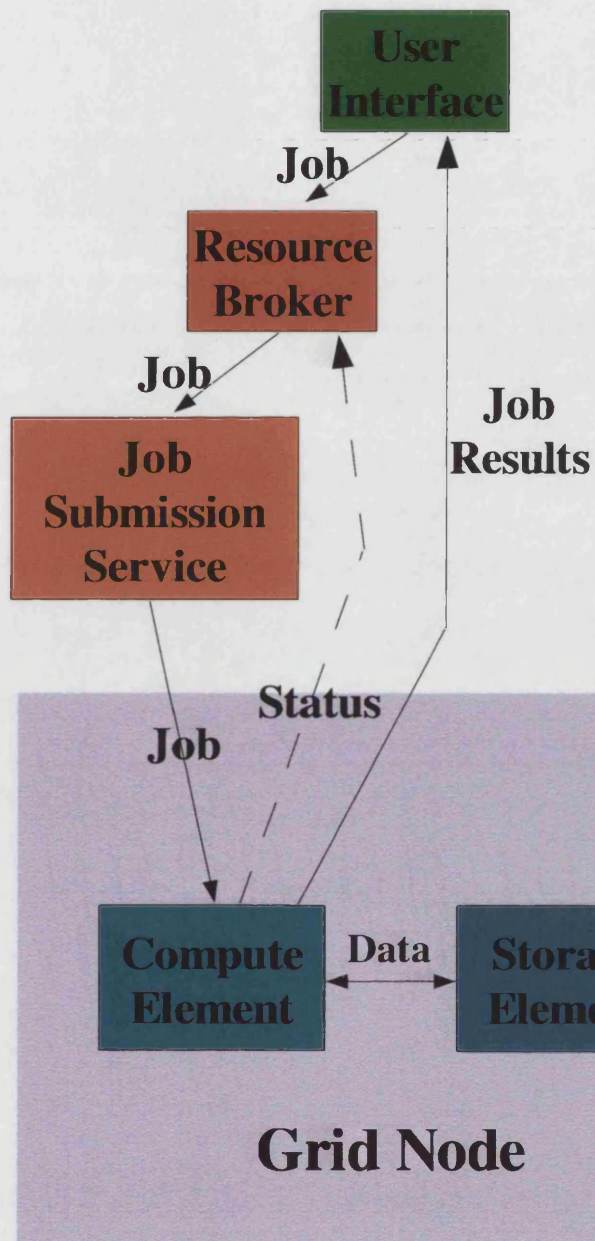 User
Interface
Job
Resource
Broker
Job
Job
Results
Job
Submission
Service
Status
Job
Compute
Element
Data
Grid Node